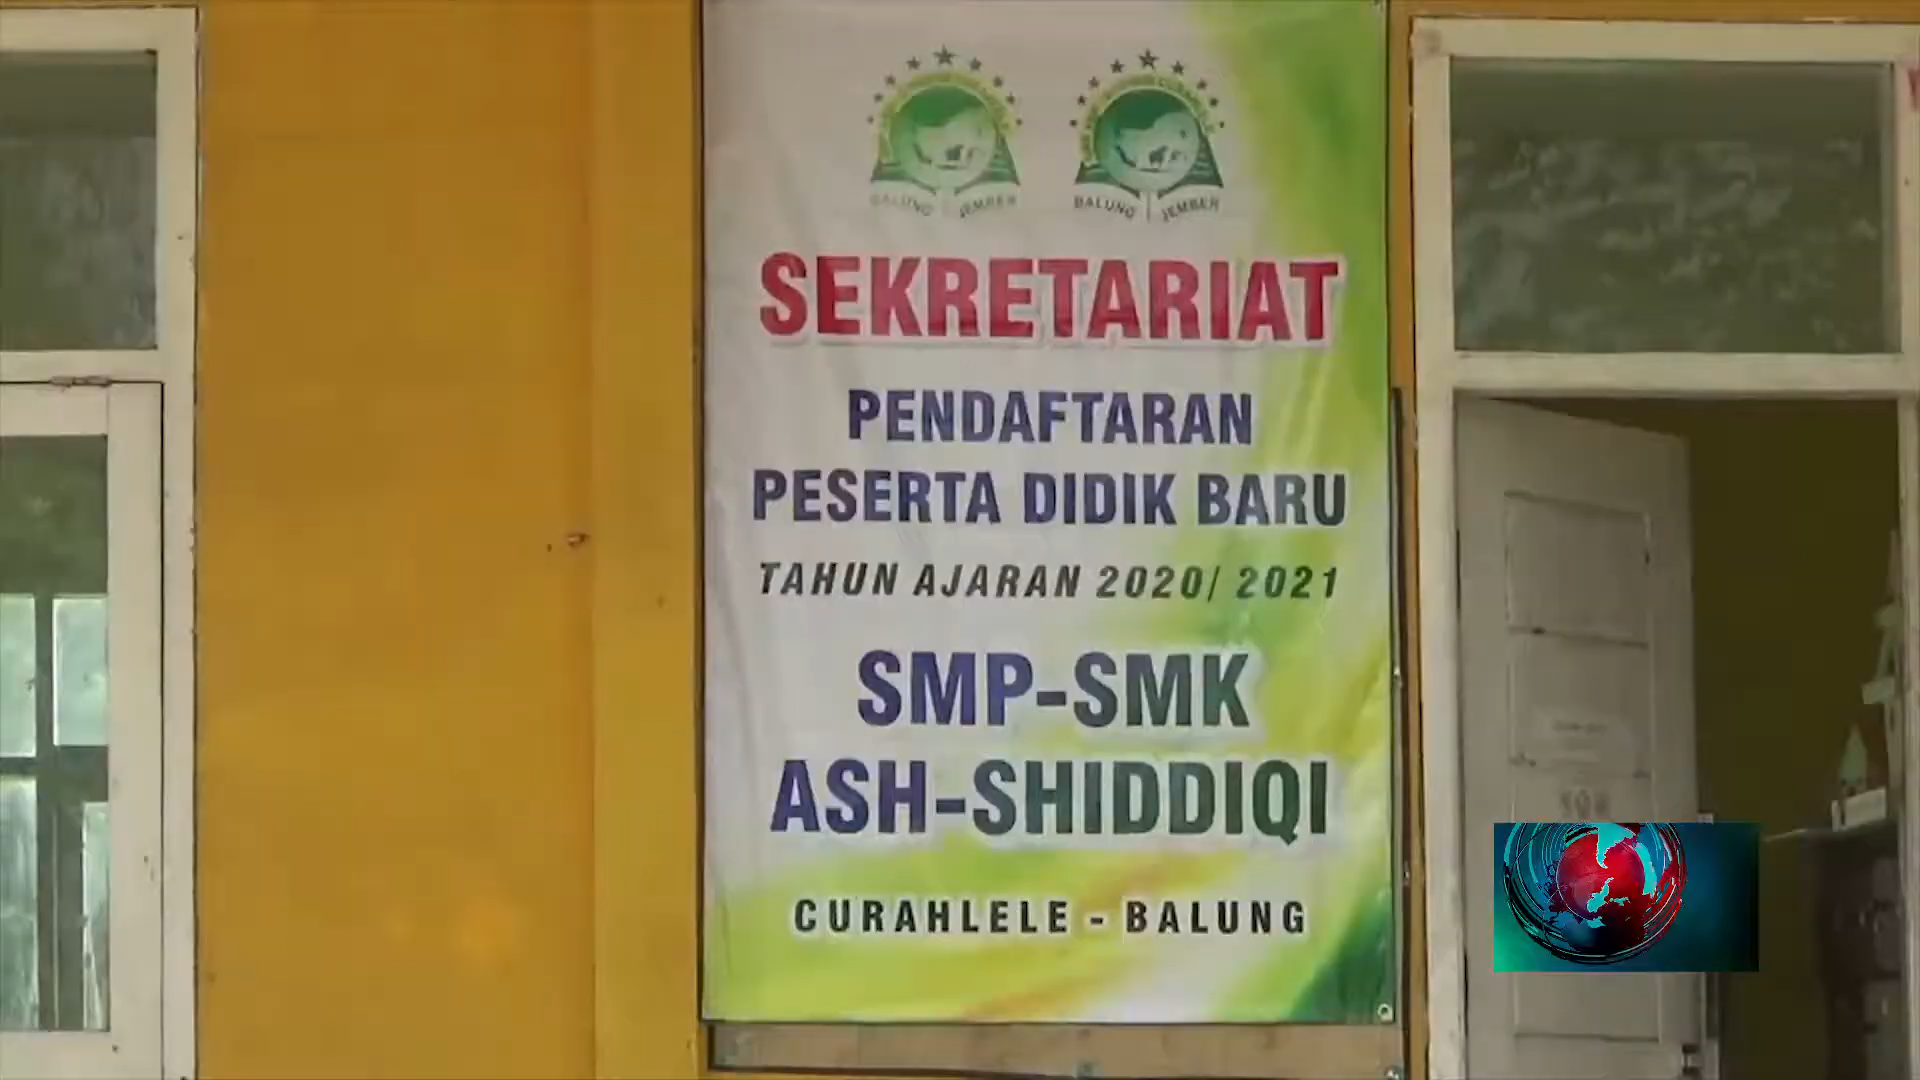 BALUNG JEMBER
BALUNG JEMBER
SEKRETARIAT
PENDAFTARAN
PESERTA DIDIK BARU
TAHUN AJARAN 2020/ 2021
SMP-SMK
ASH-SHIDDIQI
CURAHLELE - BALUNG